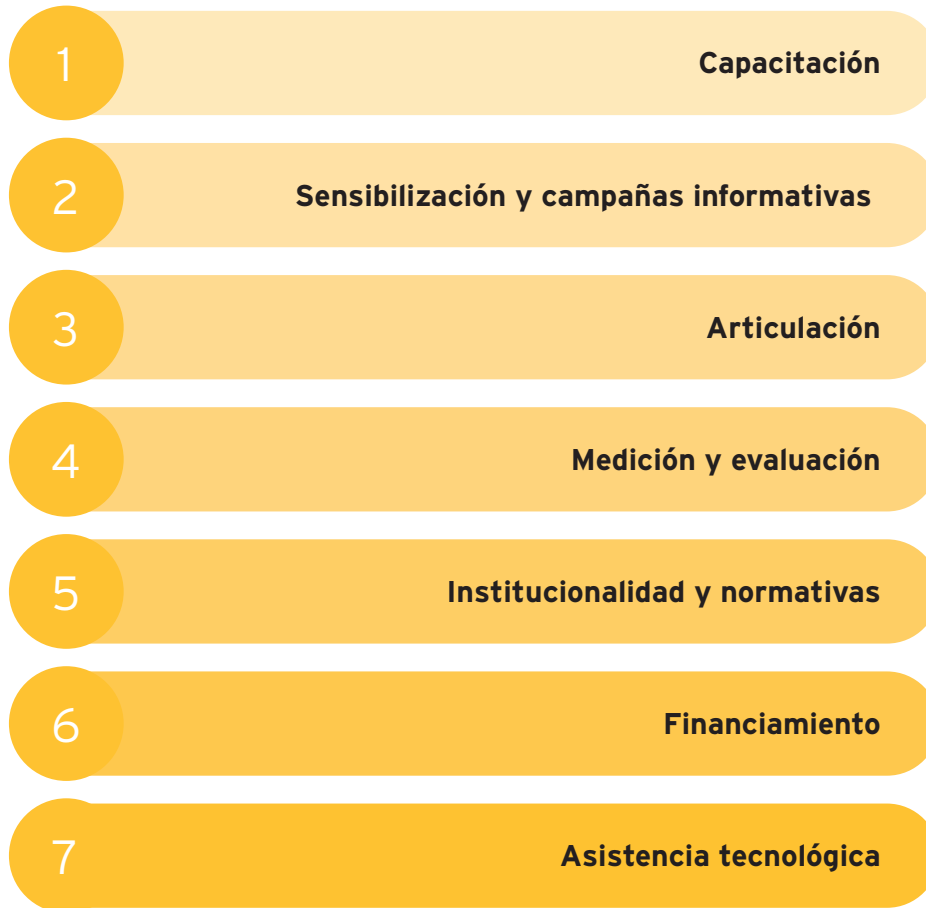 1 Capacitación
2 Sensibilización y campañas informativas
3 Articulación
4 Medición y evaluación
5 Institucionalidad y normativas
6 Financiamiento
7 Asistencia tecnológica